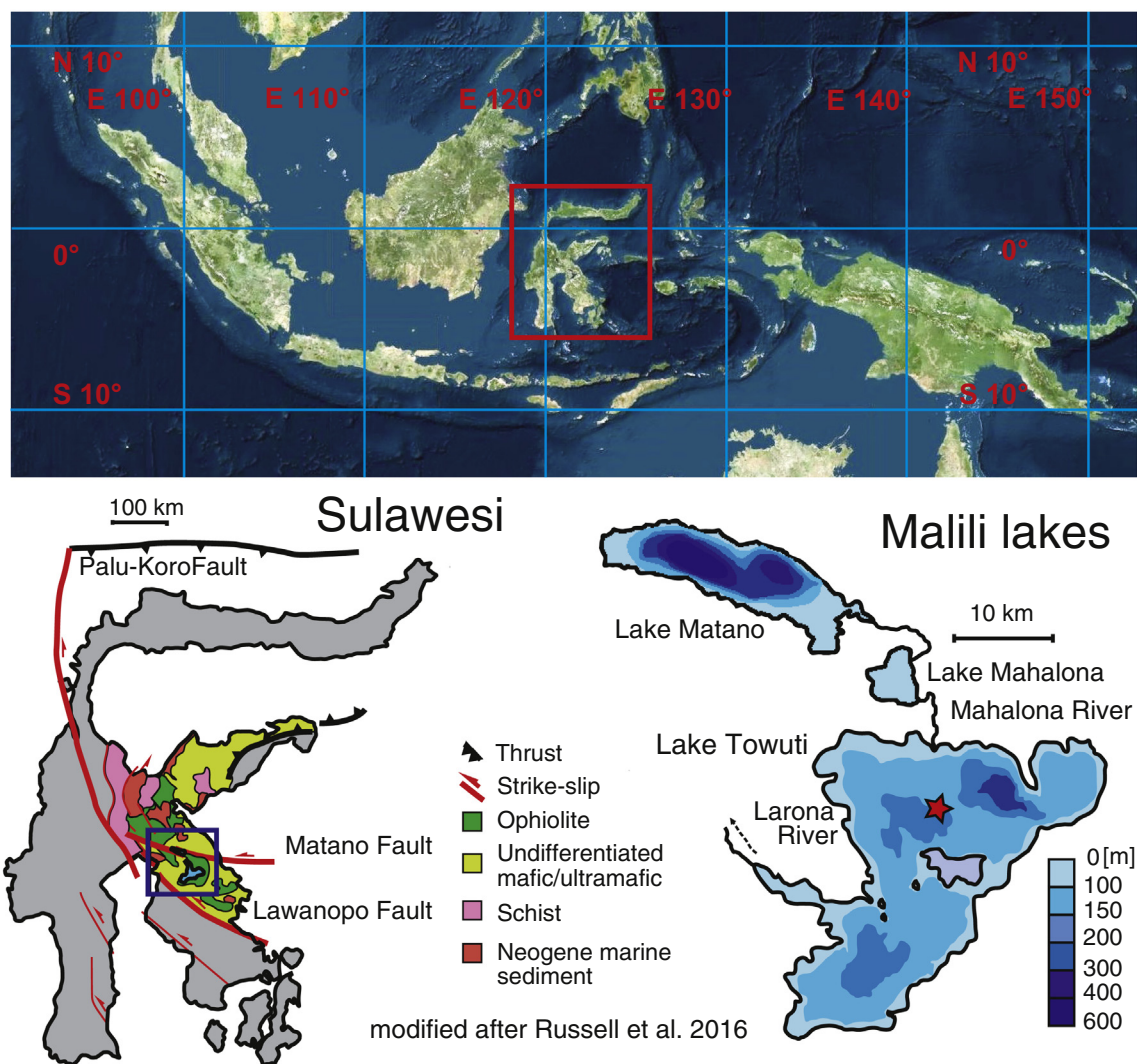 N 10°
N 10°
E 100°
E 110°
E 120°
E 130°
E 140°
E 150°
0°
0°
S 10°
S 10°
100 km
Sulawesi
Palu-KoroFault
Thrust
Strike-slip
Ophiolite
Undifferentiated
mafic/ultramafic
Schist
Neogene marine
sediment
Matano Fault
Lawanopo Fault
Malili lakes
10 km
Lake Matano
Lake Mahalona
Mahalona River
Lake Towuti
Larona
River
0 [m]
100
150
200
300
400
600
modified after Russell et al. 2016